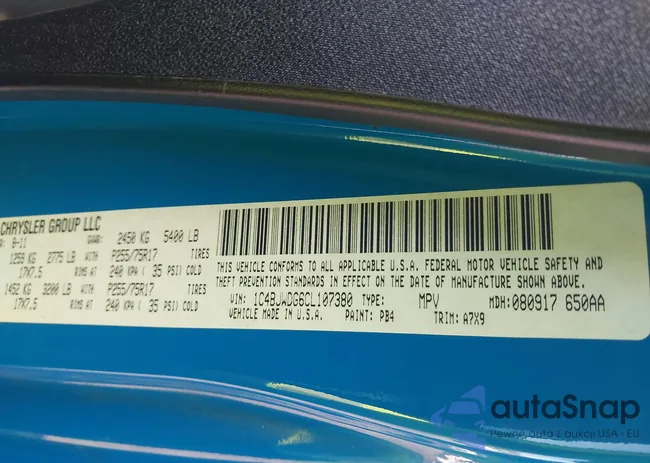 CHRYSLER GROUP LLC
R: 8-11 GVWR: 2450 KG 5400 LB
1259 KG 2775 LB WITH P255/75R17 TIRES
17X7.5 RIMS AT 240 KPA ( 35 PSI) COLD
1452 KG 3200 LB WITH P255/75R17 TIRES
17X7.5 RIMS AT 240 KPA ( 35 PSI) COLD
THIS VEHICLE CONFORMS TO ALL APPLICABLE U.S.A. FEDERAL MOTOR VEHICLE SAFETY AND
THEFT PREVENTION STANDARDS IN EFFECT ON THE DATE OF MANUFACTURE SHOWN ABOVE.
VIN: 1C4BJWDG6CL107380 TYPE: MPV MDH:080917 650AA
VEHICLE MADE IN U.S.A. PAINT: PB4 TRIM: A7X9
autaSnap
Pewne auta z aukcji USA - EU